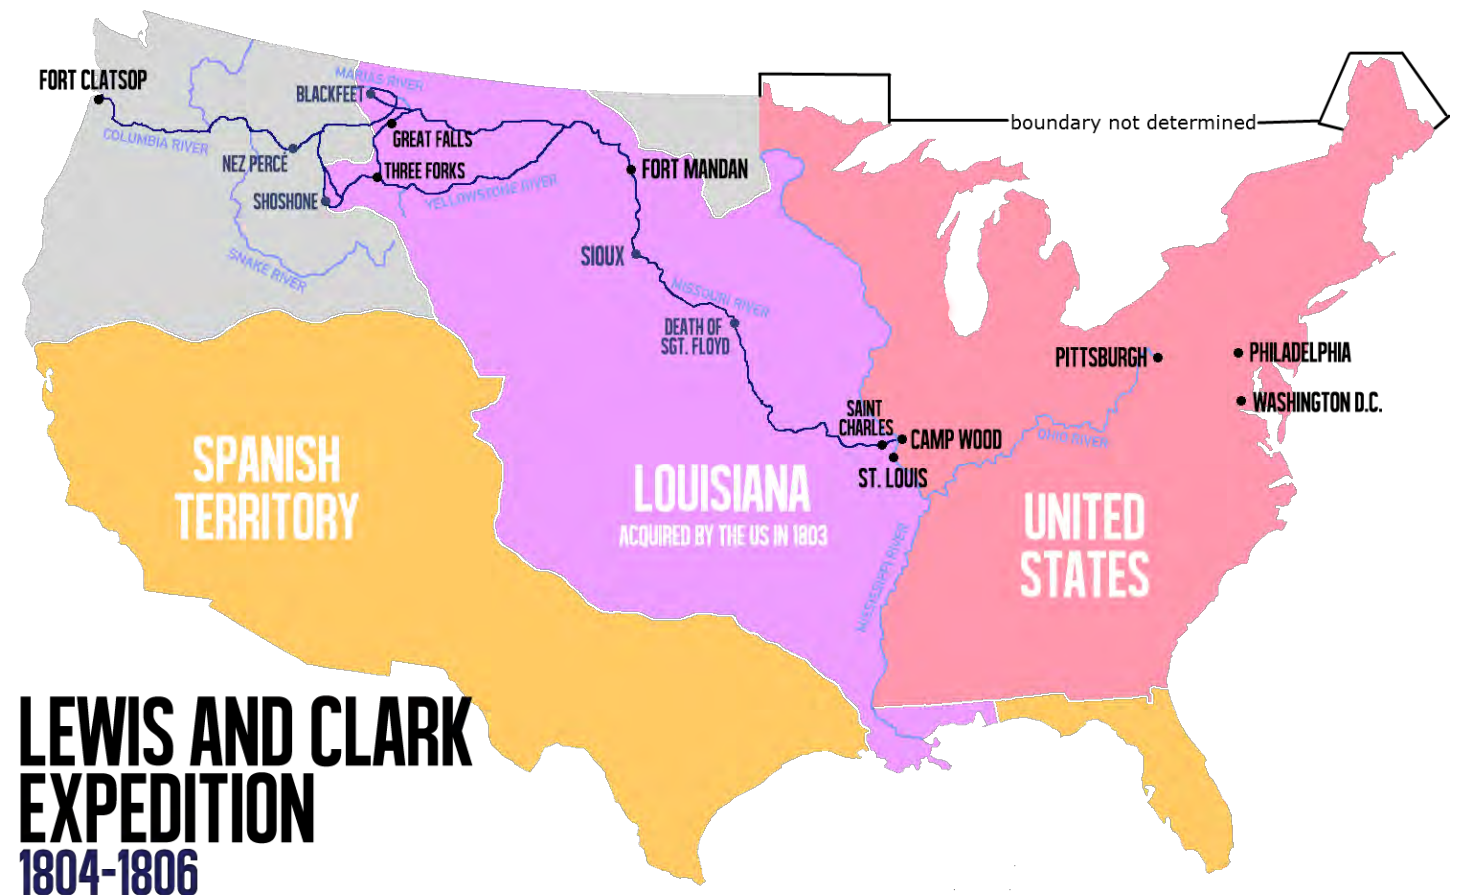 MARIAS RIVER
FORT CLATSOP
BLACKFEET
boundary not determined
COLUMBIA RIVER
GREAT FALLS
NEZ PERCÉ
THREE FORKS
FORT MANDAN
SHOSHONE
YELLOWSTONE RIVER
SNAKE RIVER
SIOUX
MISSOURI RIVER
DEATH OF
SGT. FLOYD
PITTSBURGH
PHILADELPHIA
WASHINGTON D.C.
SAINT
CHARLES
CAMP WOOD
OHIO RIVER
ST. LOUIS
SPANISH
TERRITORY
LOUISIANA
ACQUIRED BY THE US IN 1803
UNITED
STATES
MISSISSIPPI RIVER
LEWIS AND CLARK
EXPEDITION
1804-1806